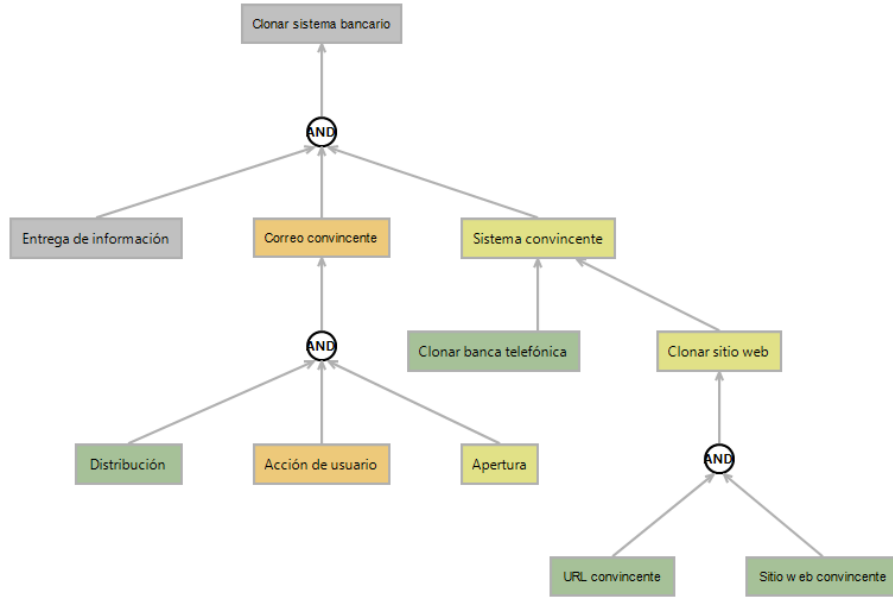 Clonar sistema bancario
AND
Entrega de información
Correo convincente
Sistema convincente
AND
Clonar banca telefónica
Clonar sitio web
Distribución
Acción de usuario
Apertura
AND
URL convincente
Sitio web convincente